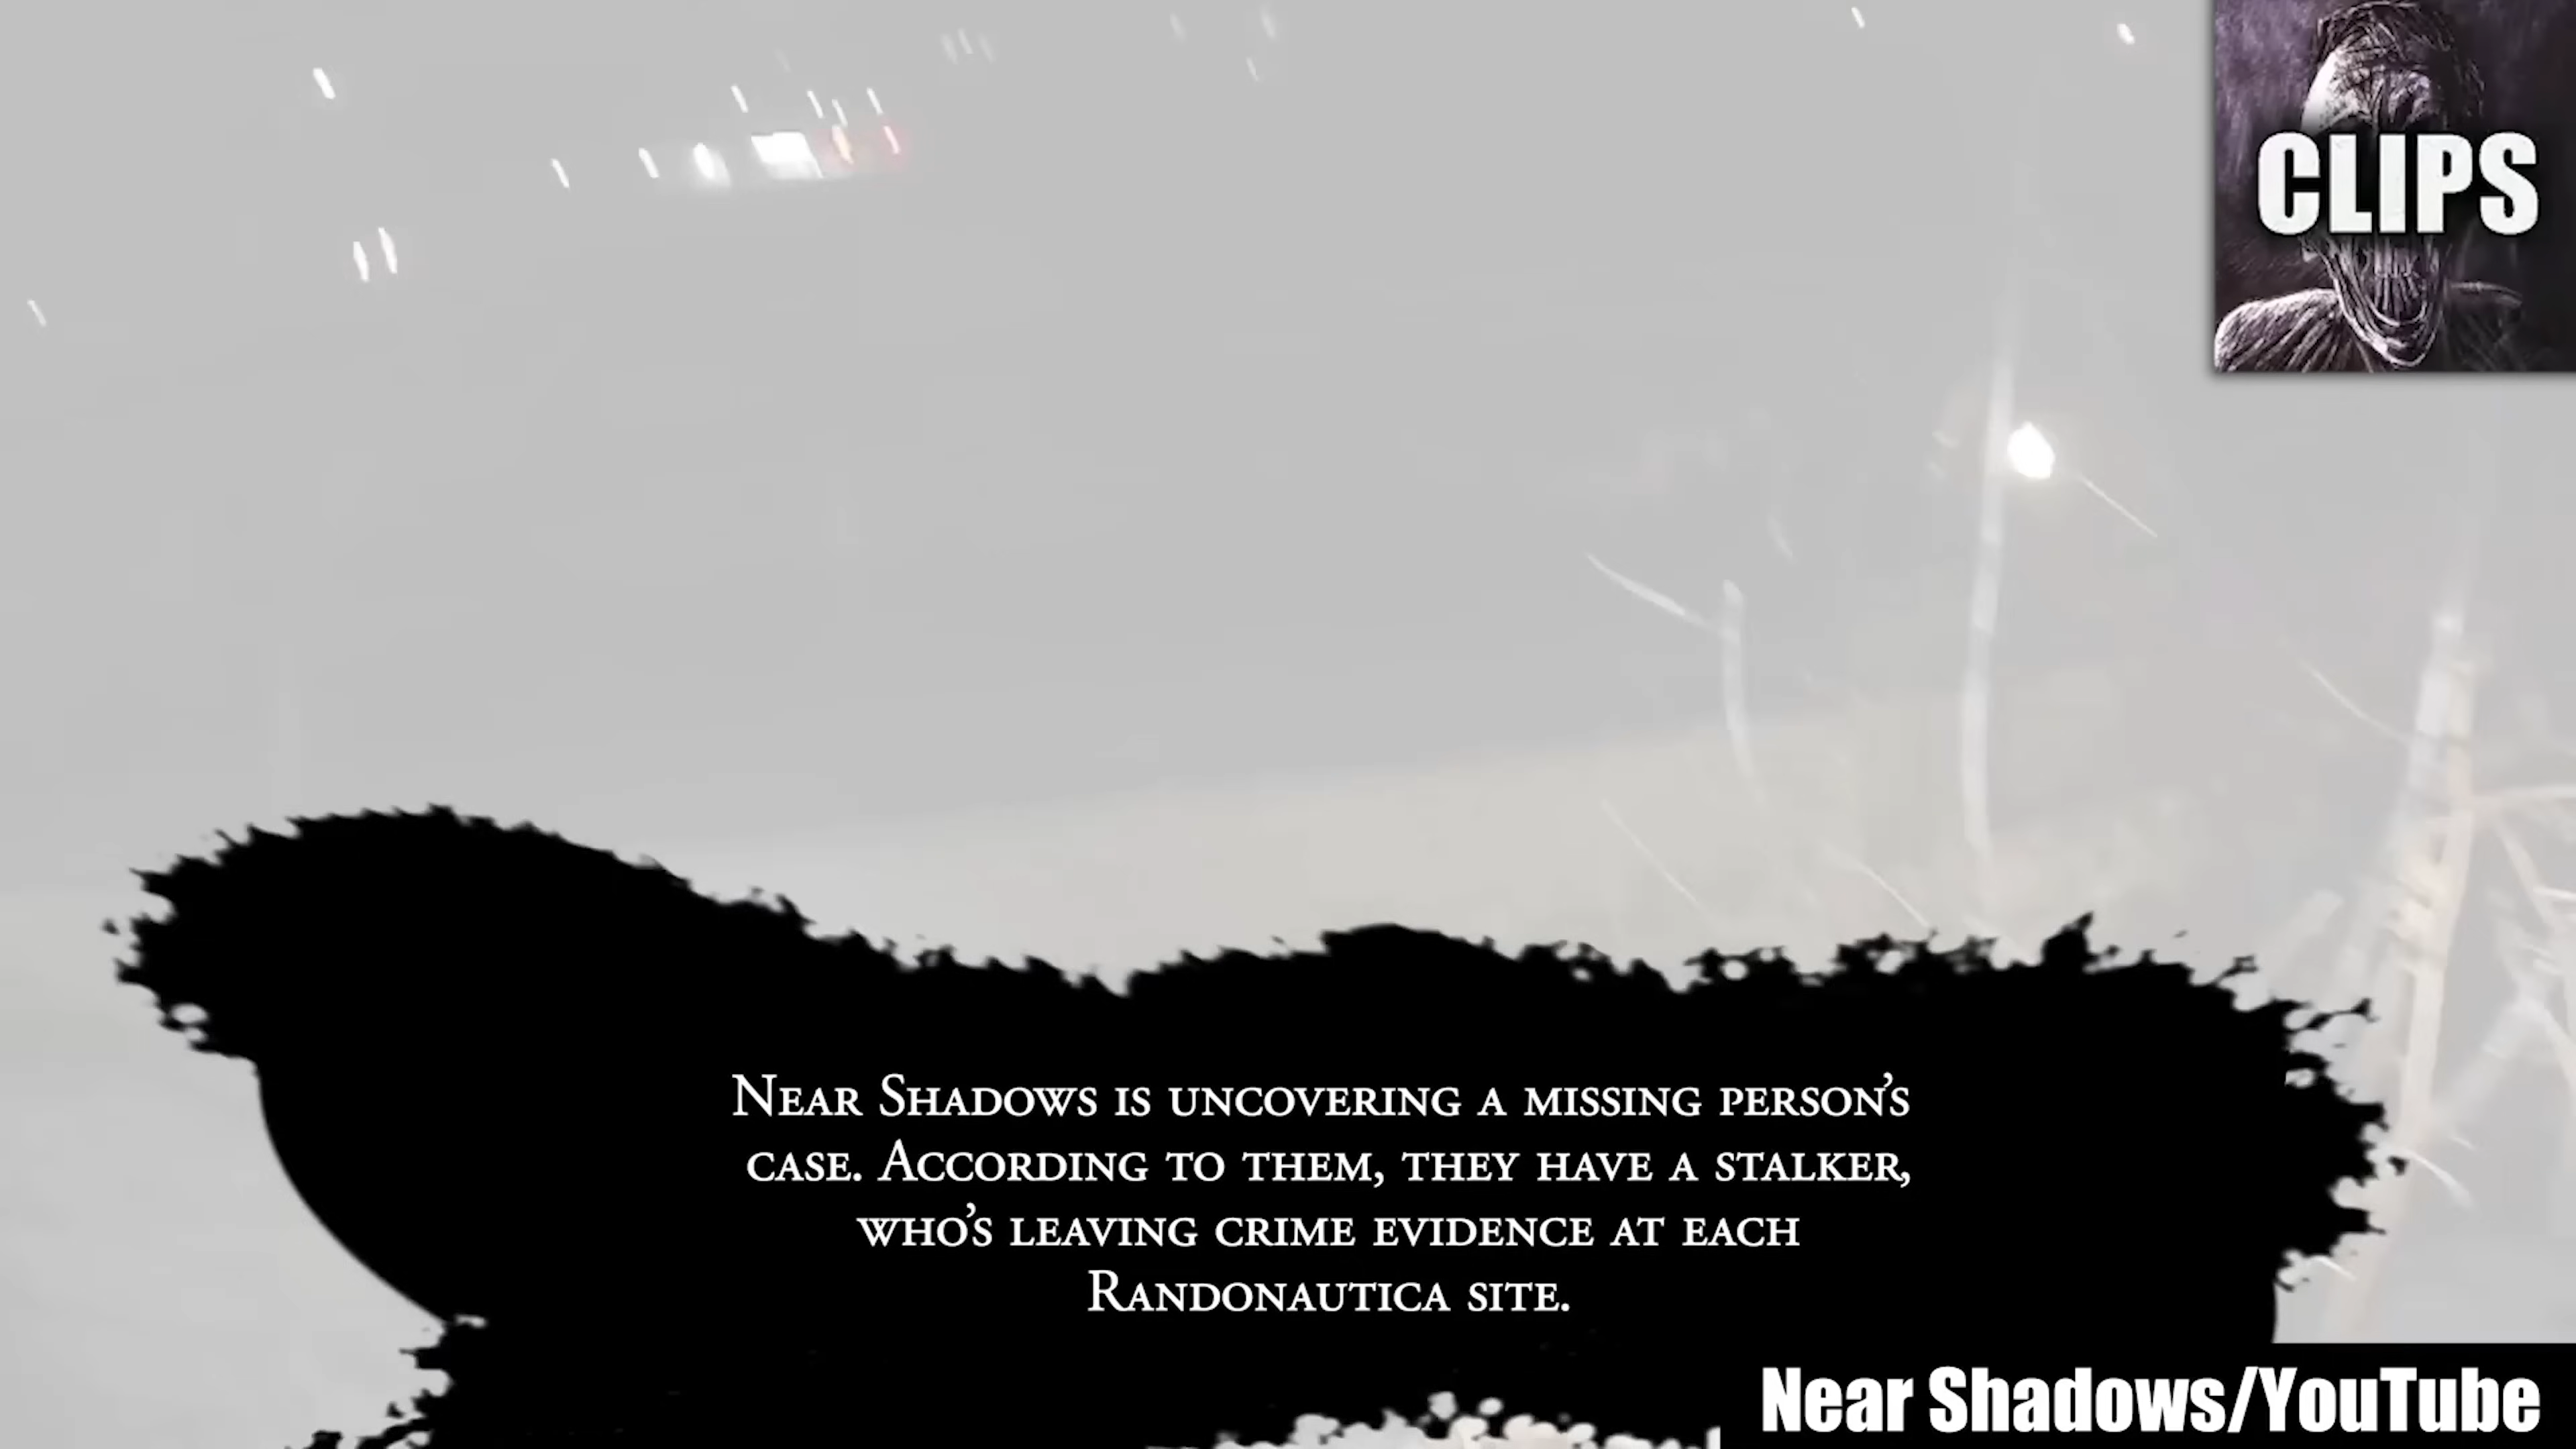 CLIPS
Near Shadows is uncovering a missing person's
case. According to them, they have a stalker,
who's leaving crime evidence at each
Randonautica site.
Near Shadows/YouTube